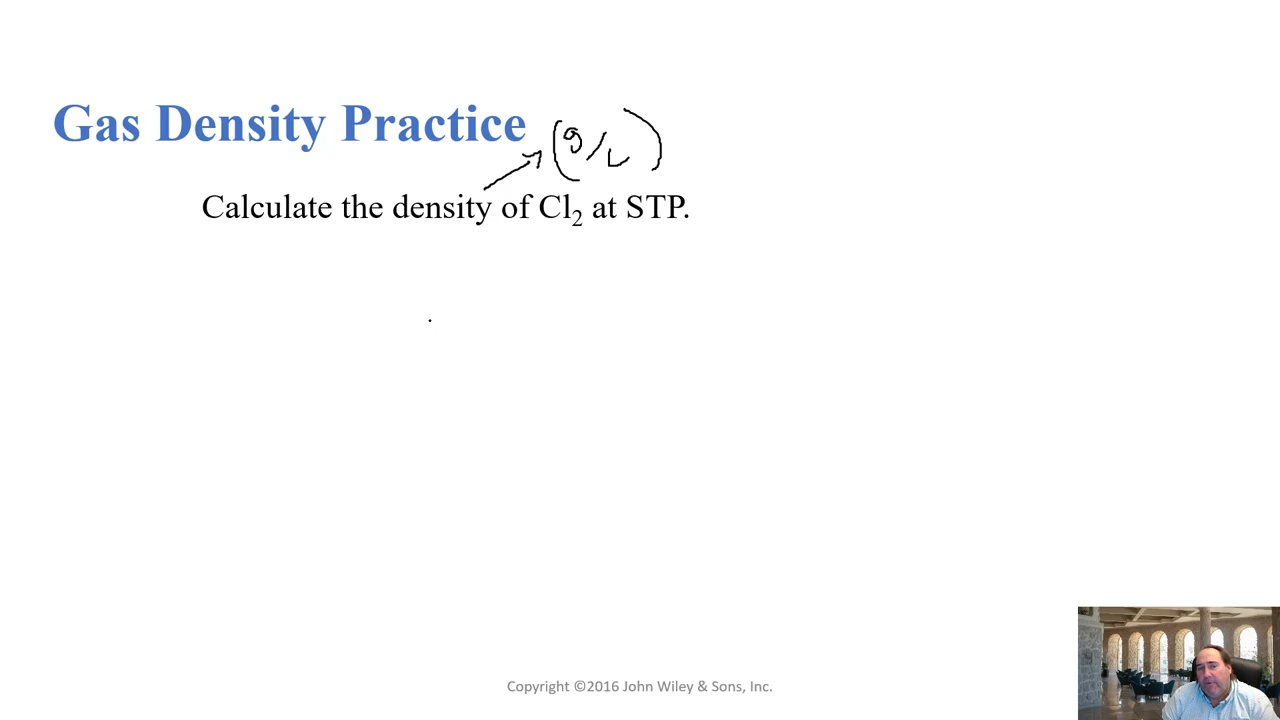 Gas Density Practice
(g/L)
Calculate the density of Cl₂ at STP.
Copyright ©2016 John Wiley & Sons, Inc.